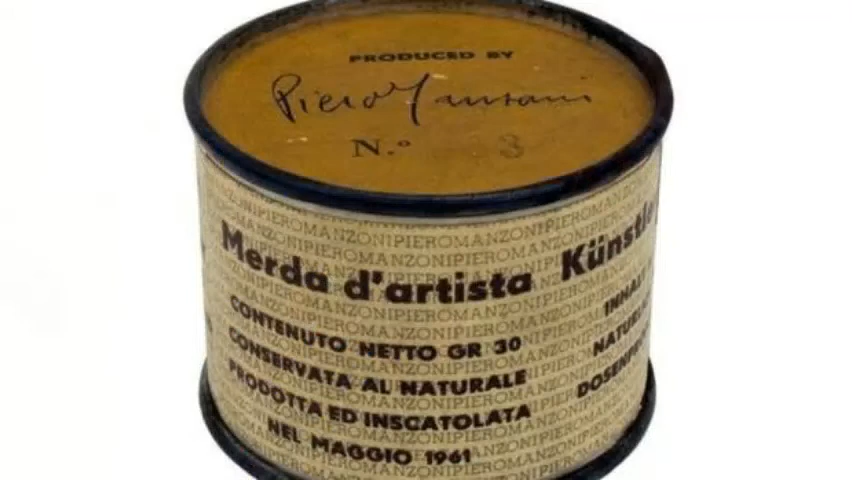 PRODUCED BY
Piero Manzoni
N.° 3
Merda d'artista
CONTENUTO NETTO GR 30
CONSERVATA AL NATURALE
PRODOTTA ED INSCATOLATA
NEL MAGGIO 1961
Künstle
INHALT
NATUR
DOSENF